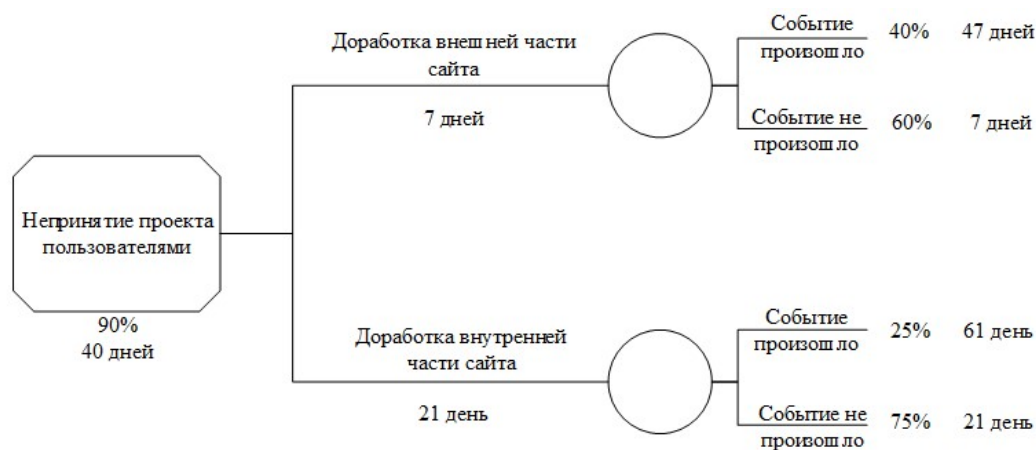 Непринятие проекта
пользователями
90%
40 дней
Доработка внешней части
сайта
7 дней
Событие
произошло
40%
47 дней
Событие не
произошло
60%
7 дней
Доработка внутренней
части сайта
21 день
Событие
произошло
25%
61 день
Событие не
произошло
75%
21 день